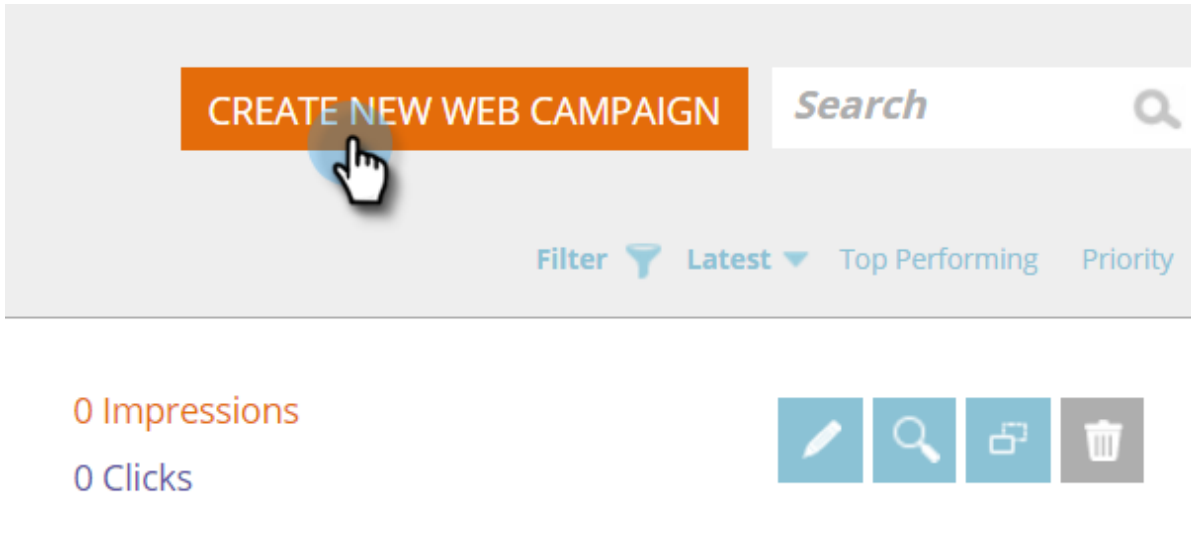 CREATE NEW WEB CAMPAIGN Search
Filter Latest Top Performing Priority
0 Impressions
0 Clicks